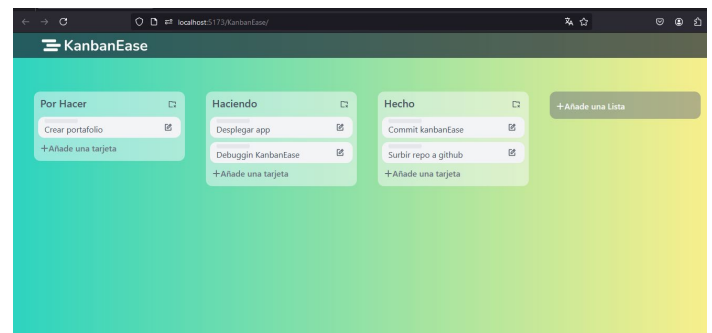 localhost:5173/KanbanEase/
KanbanEase
Por Hacer
Crear portafolio
+Añade una tarjeta
Haciendo
Desplegar app
Debuggin KanbanEase
+Añade una tarjeta
Hecho
Commit kanbanEase
Surbir repo a github
+Añade una tarjeta
+Añade una Lista